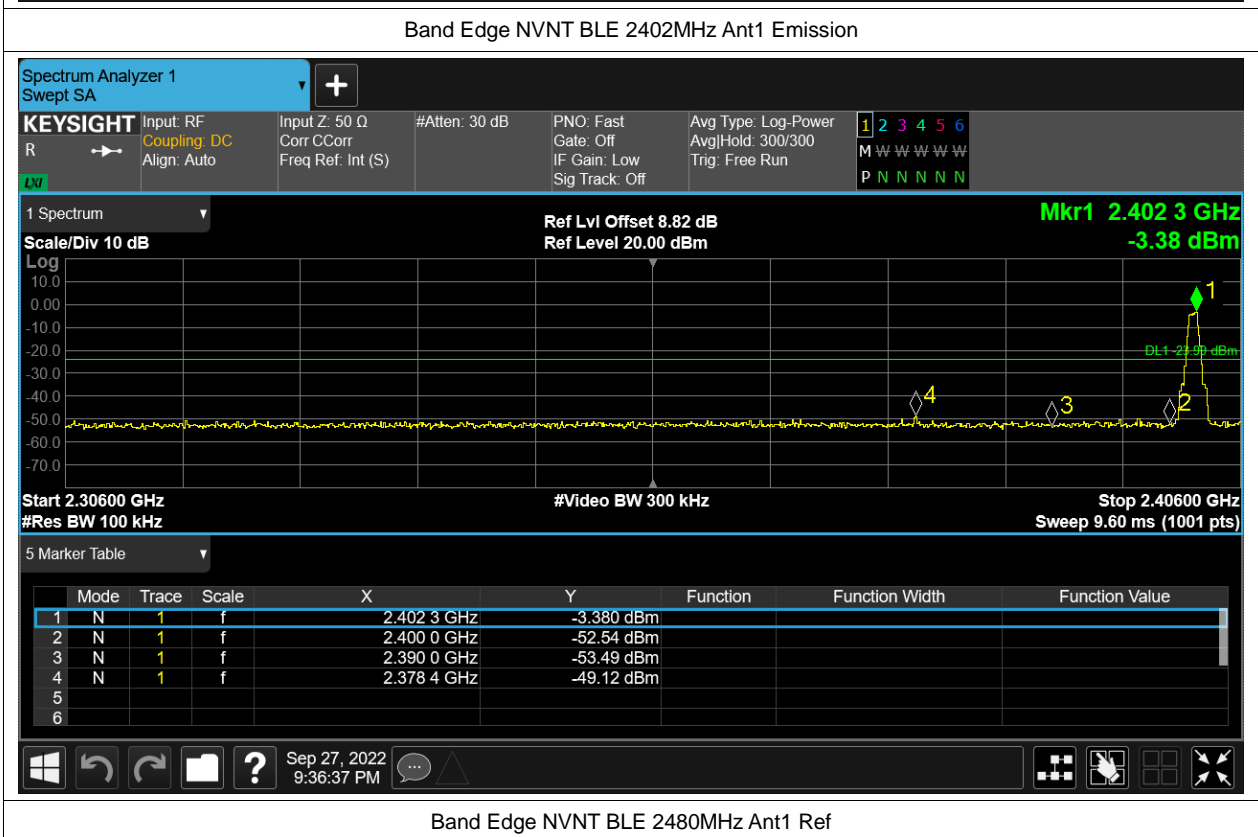 Band Edge NVNT BLE 2402MHz Ant1 Emission
Spectrum Analyzer 1
Swept SA
+
KEYSIGHT
R
LXI
Input: RF
Coupling: DC
Align: Auto
Input Z: 50 Ω
Corr CCorr
Freq Ref: Int (S)
#Atten: 30 dB
PNO: Fast
Gate: Off
IF Gain: Low
Sig Track: Off
Avg Type: Log-Power
Avg|Hold: 300/300
Trig: Free Run
1 2 3 4 5 6
M W W W W W
P N N N N N
1 Spectrum
Scale/Div 10 dB
Ref Lvl Offset 8.82 dB
Ref Level 20.00 dBm
Mkr1 2.402 3 GHz
-3.38 dBm
Log
10.0
0.00
-10.0
-20.0
-30.0
-40.0
-50.0
-60.0
-70.0
1
DL1 -23.90 dBm
4
3
2
Start 2.30600 GHz
#Video BW 300 kHz
Stop 2.40600 GHz
#Res BW 100 kHz
Sweep 9.60 ms (1001 pts)
5 Marker Table
Mode Trace Scale X Y Function Function Width Function Value
1 N 1 f 2.402 3 GHz -3.380 dBm
2 N 1 f 2.400 0 GHz -52.54 dBm
3 N 1 f 2.390 0 GHz -53.49 dBm
4 N 1 f 2.378 4 GHz -49.12 dBm
5
6
?
Sep 27, 2022
9:36:37 PM
Band Edge NVNT BLE 2480MHz Ant1 Ref